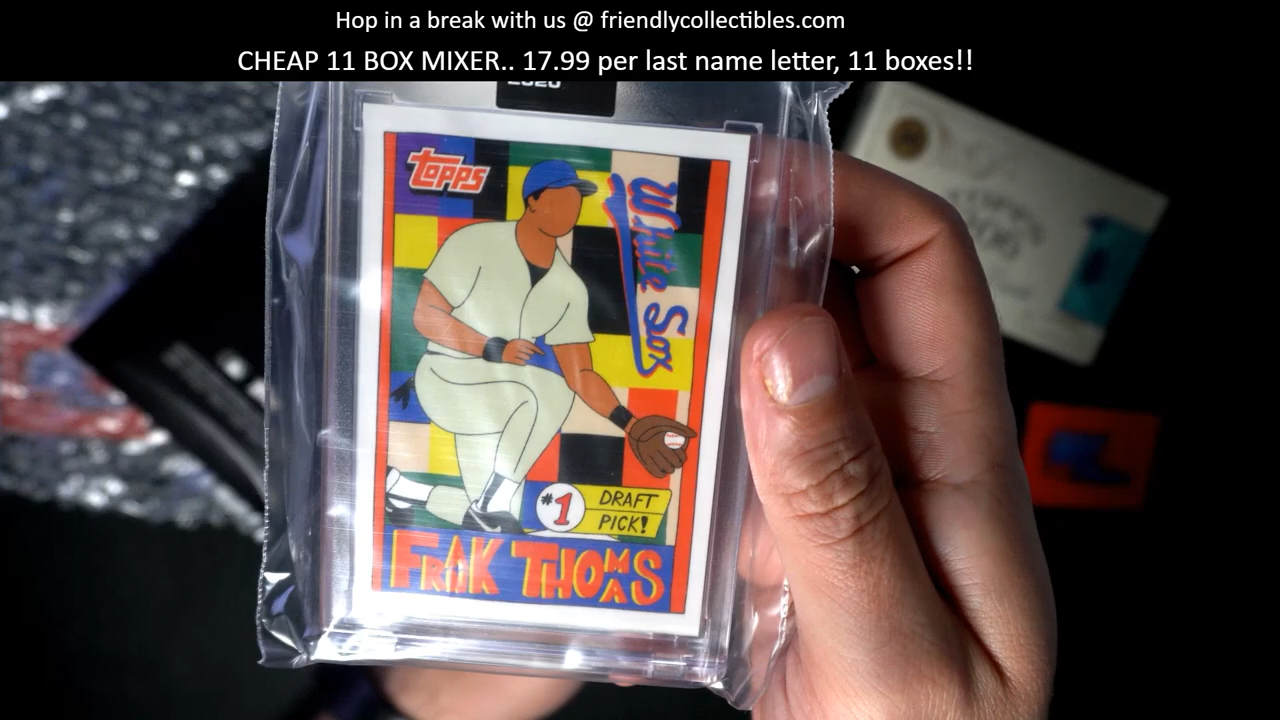 Hop in a break with us @ friendlycollectibles.com
CHEAP 11 BOX MIXER.. 17.99 per last name letter, 11 boxes!!
2020
topps
White Sox
#1 DRAFT
PICK!
FRAK THOMAS